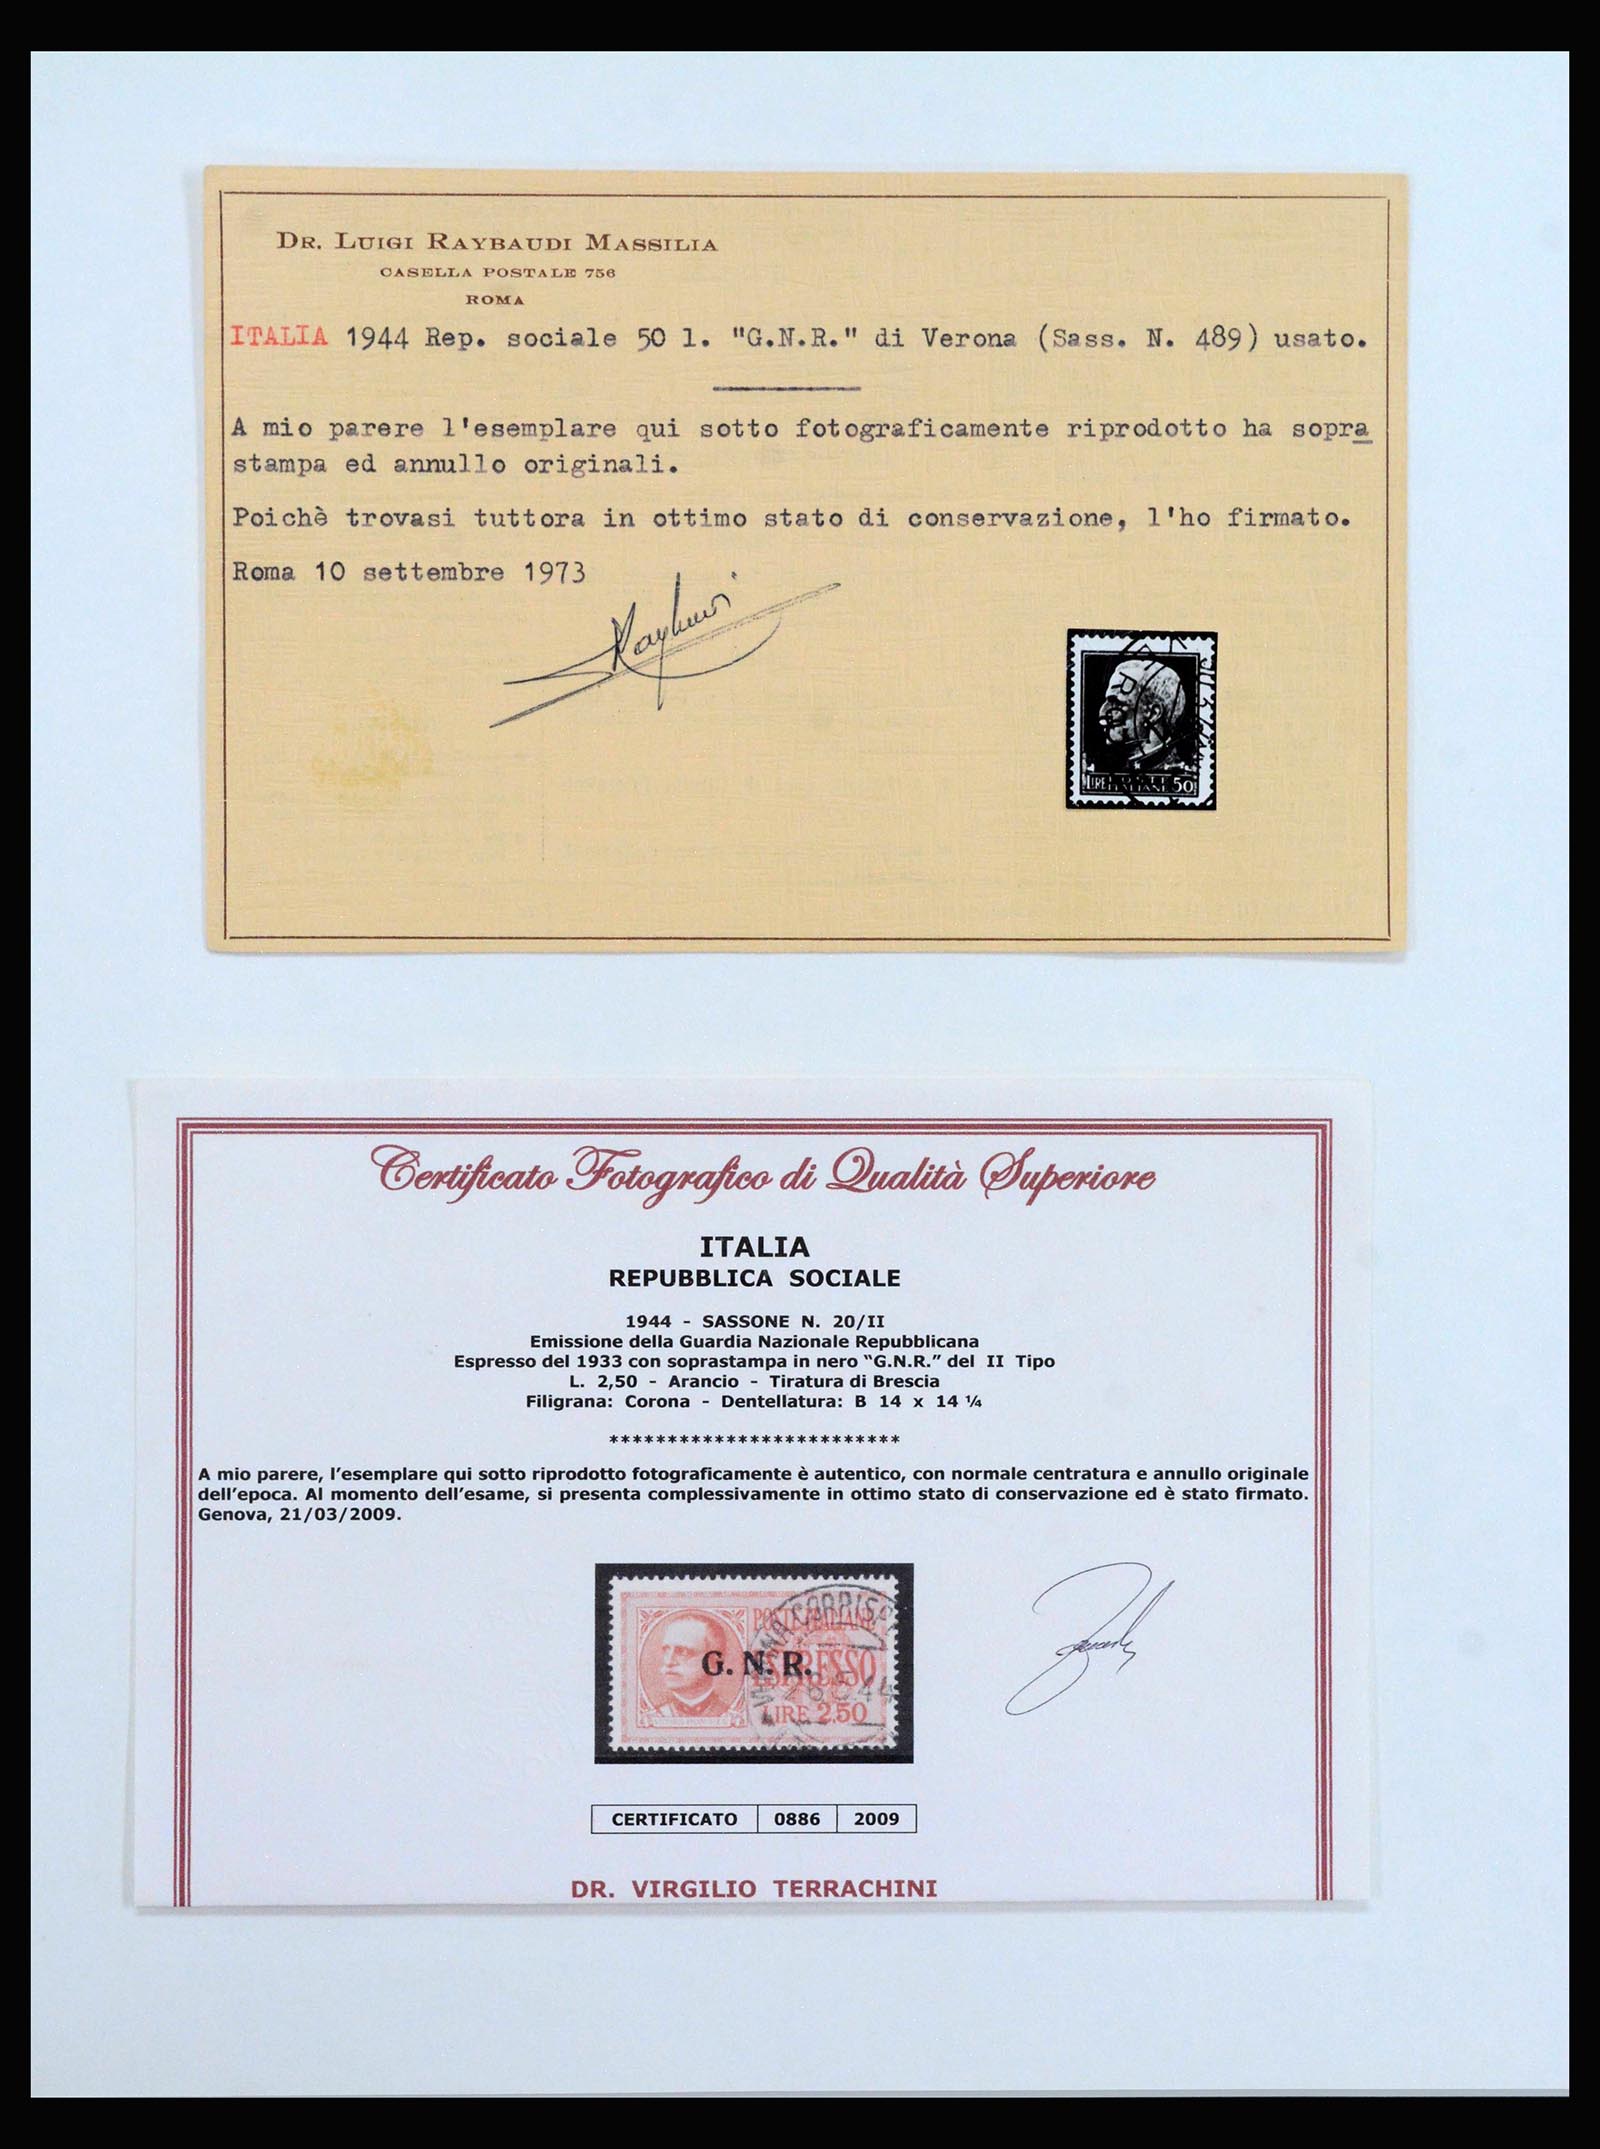 DR. LUIGI RAYBAUDI MASSILIA
CASELLA POSTALE 756
ROMA
ITALIA 1944 Rep. sociale 50 l. "G.N.R." di Verona (Sass. N. 489) usato.
A mio parere l'esemplare qui sotto fotograficamente riprodotto ha sopra
stampa ed annullo originali.
Poichè trovasi tuttora in ottimo stato di conservazione, l'ho firmato.
Roma 10 settembre 1973
LIRE POSTE ITALIANE 50
Certificato Fotografico di Qualità Superiore
ITALIA
REPUBBLICA SOCIALE
1944 - SASSONE N. 20/II
Emissione della Guardia Nazionale Repubblicana
Espresso del 1933 con soprastampa in nero “G.N.R.” del II Tipo
L. 2,50 - Arancio - Tiratura di Brescia
Filigrana: Corona - Dentellatura: B 14 x 14 ¼
*************************
A mio parere, l’esemplare qui sotto riprodotto fotograficamente è autentico, con normale centratura e annullo originale
dell’epoca. Al momento dell’esame, si presenta complessivamente in ottimo stato di conservazione ed è stato firmato.
Genova, 21/03/2009.
POSTE ITALIANE
G. N. R.
ESPRESSO
LIRE 2.50
CERTIFICATO 0886 2009
DR. VIRGILIO TERRACHINI